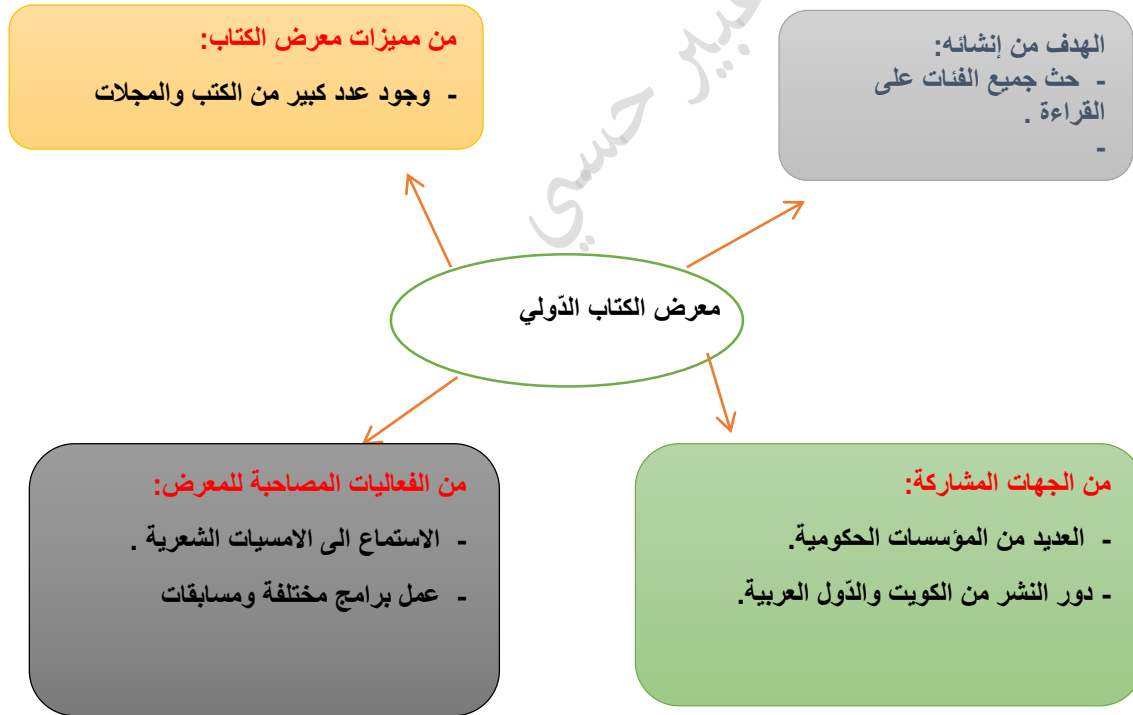 الهدف من إنشائه:
- حث جميع الفئات على
القراءة .
-
من مميزات معرض الكتاب:
- وجود عدد كبير من الكتب والمجلات
معرض الكتاب الدّولي
من الجهات المشاركة:
- العديد من المؤسسات الحكومية.
- دور النشر من الكويت والدّول العربية.
من الفعاليات المصاحبة للمعرض:
- الاستماع الى الامسيات الشعرية .
- عمل برامج مختلفة ومسابقات